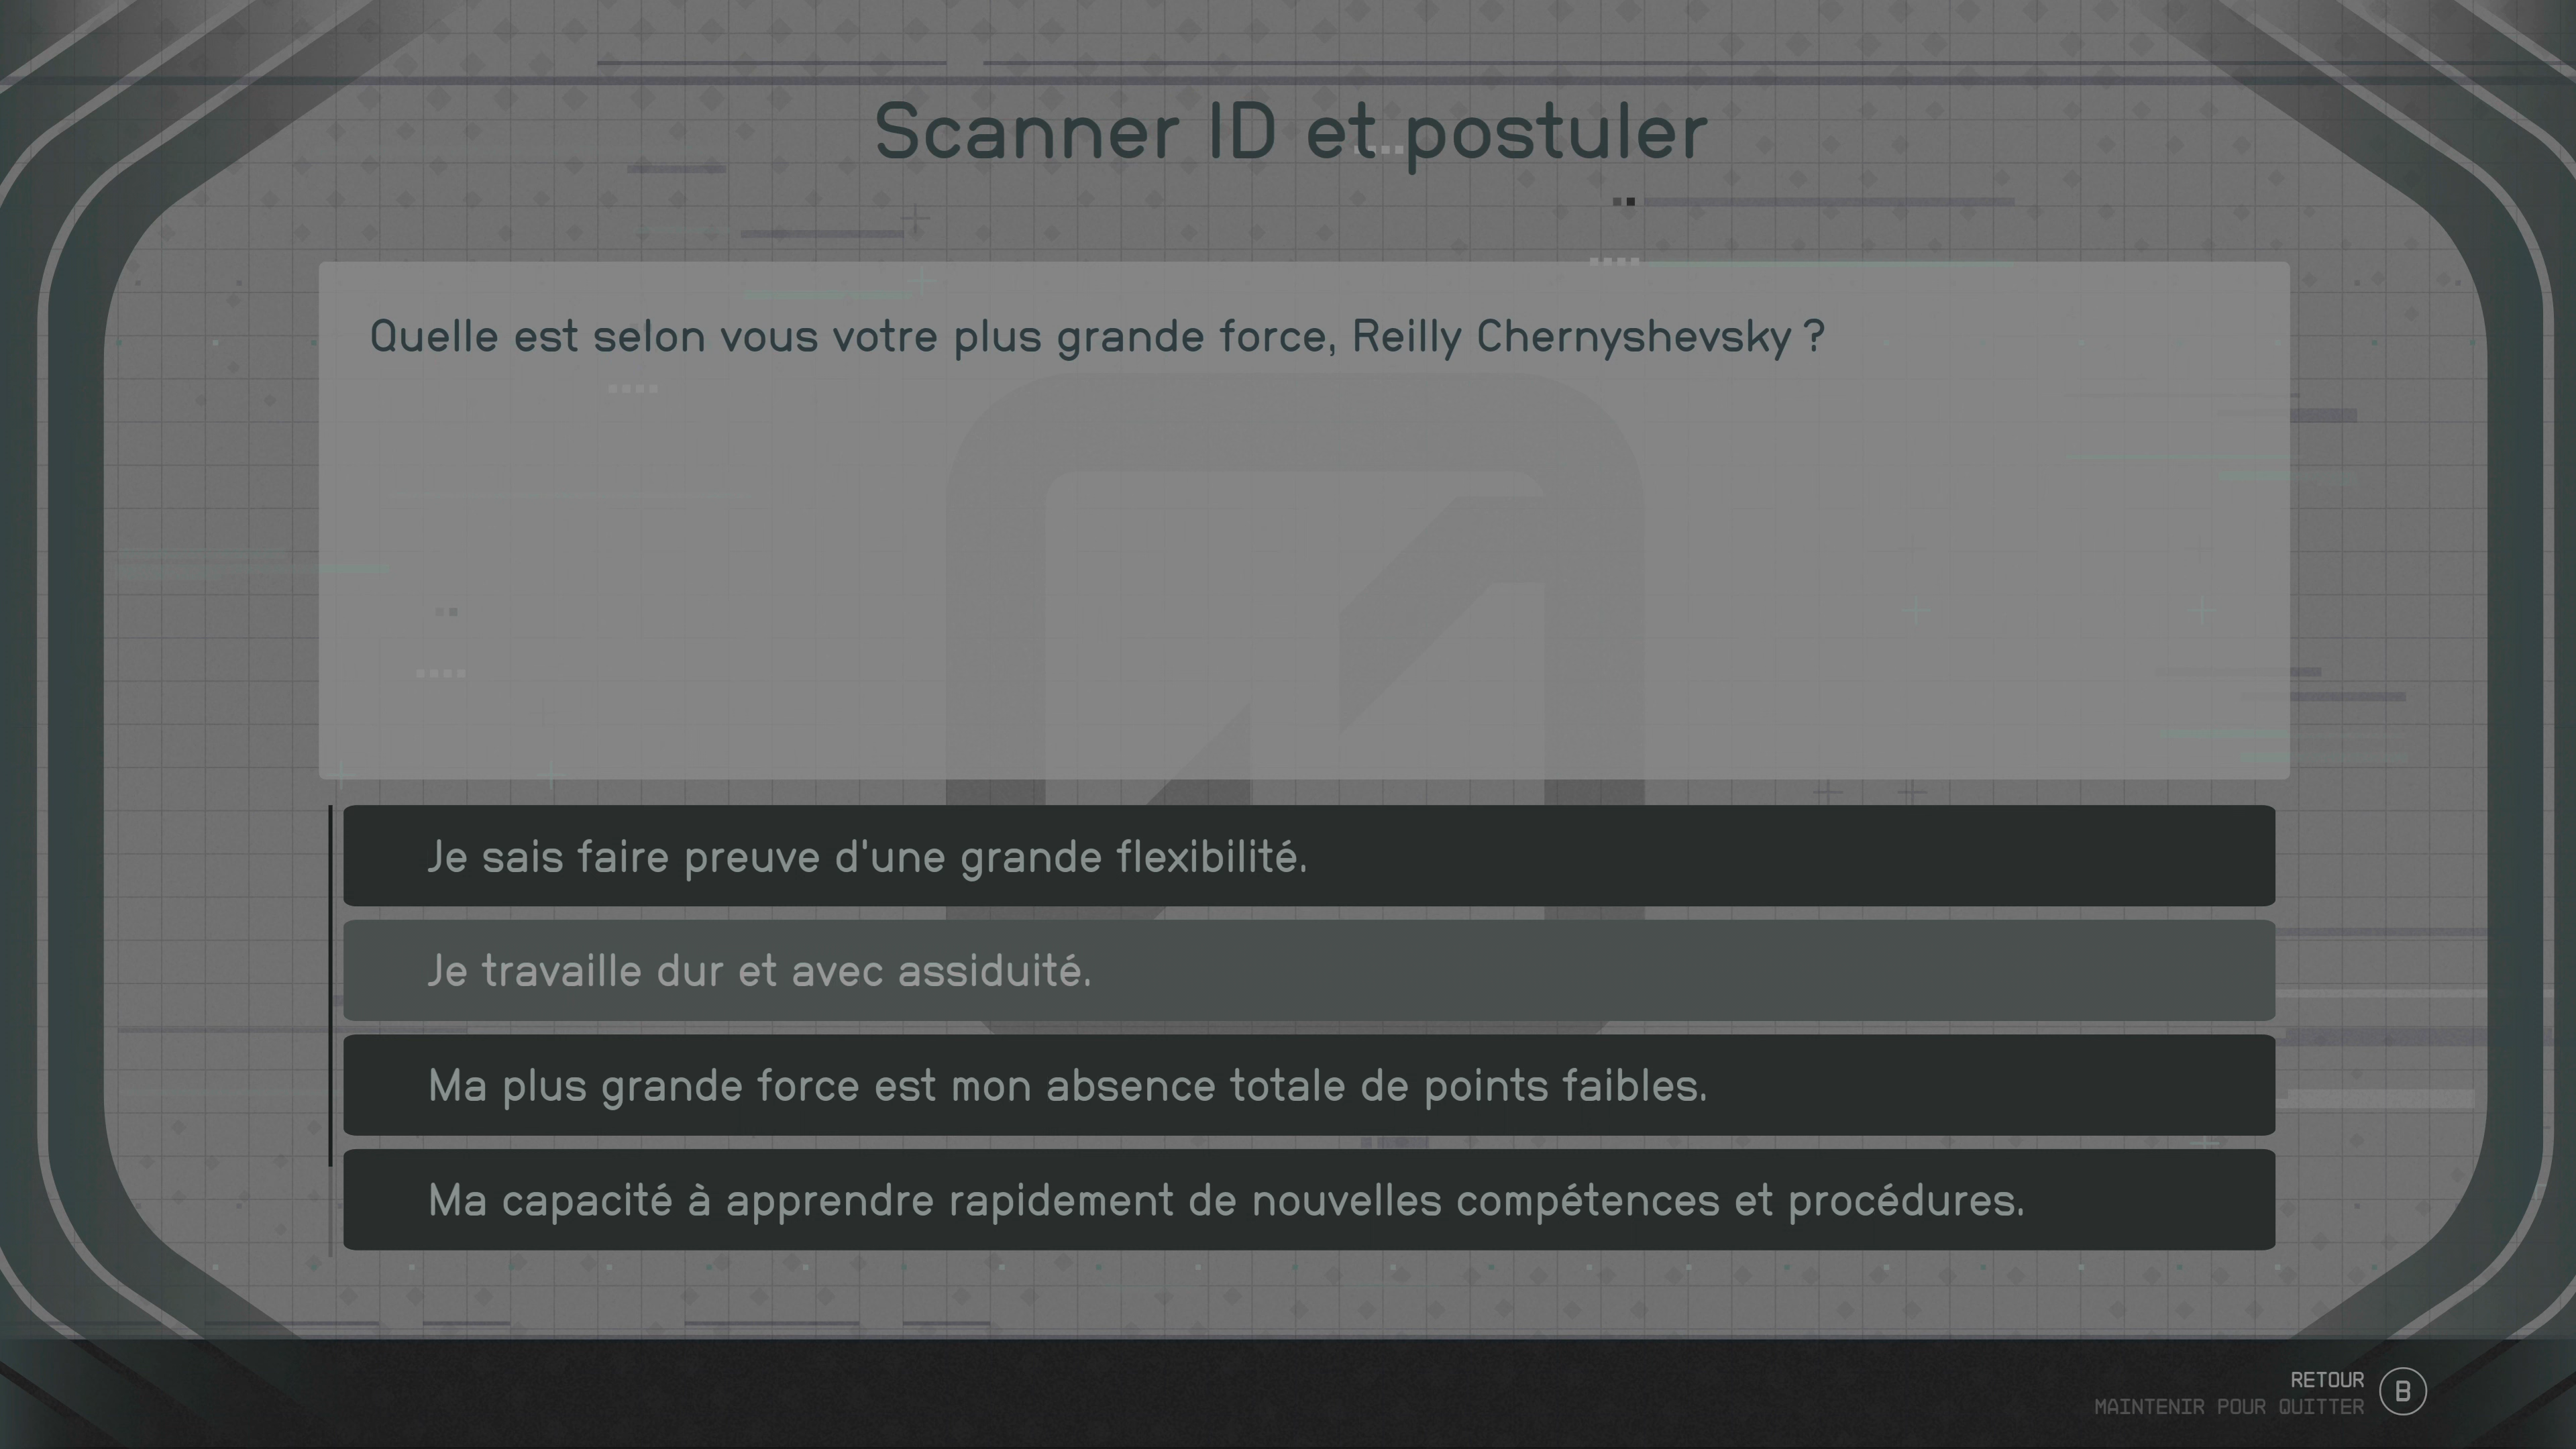 Scanner ID et postuler
Quelle est selon vous votre plus grande force, Reilly Chernyshevsky ?
Je sais faire preuve d'une grande flexibilité.
Je travaille dur et avec assiduité.
Ma plus grande force est mon absence totale de points faibles.
Ma capacité à apprendre rapidement de nouvelles compétences et procédures.
RETOUR
MAINTENIR POUR QUITTER
B